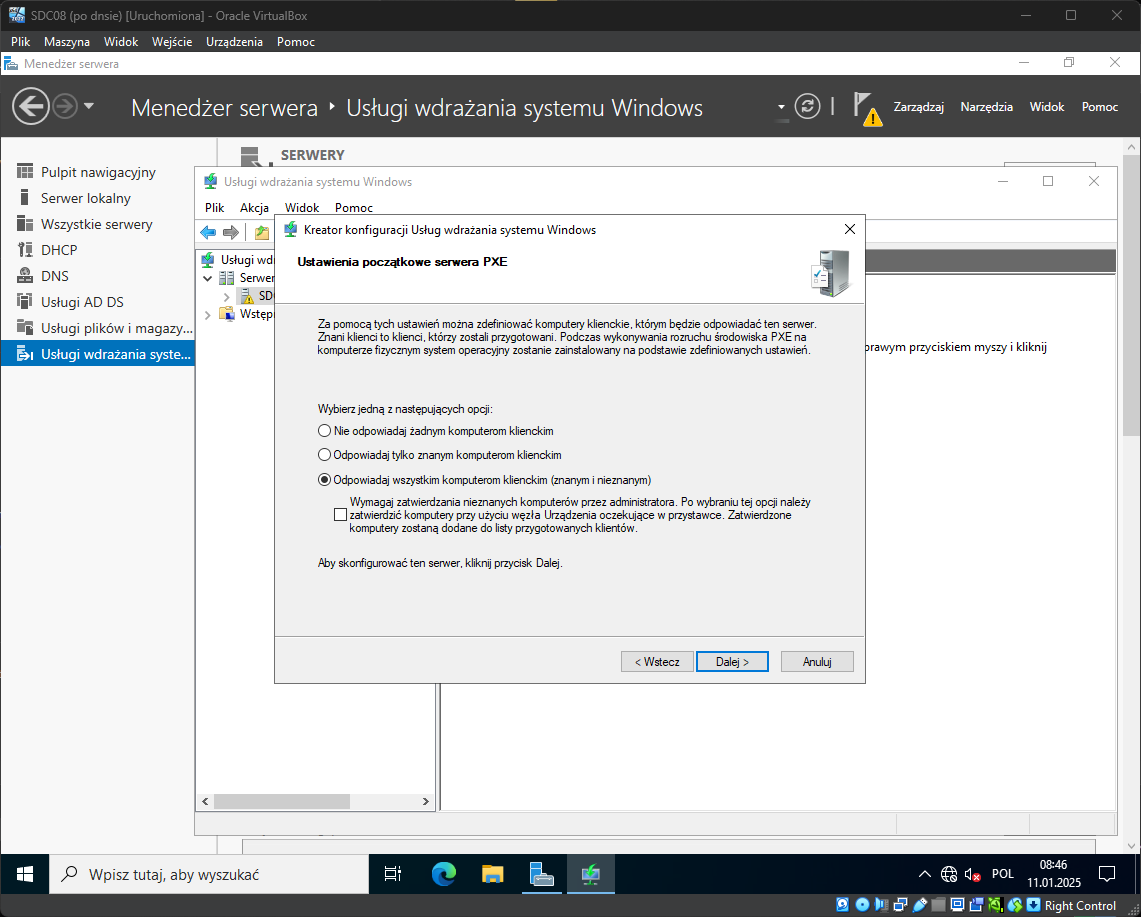 SDC08 (po dnsie) [Uruchomiona] - Oracle VirtualBox
Plik Maszyna Widok Wejście Urządzenia Pomoc
Menedżer serwera
Menedżer serwera Usługi wdrażania systemu Windows
Zarządzaj Narzędzia Widok Pomoc
Pulpit nawigacyjny
Serwer lokalny
Wszystkie serwery
DHCP
DNS
Usługi AD DS
Usługi plików i magazy...
Usługi wdrażania syste...
SERWERY
Usługi wdrażania systemu Windows
Plik Akcja Widok Pomoc
Usługi wd
Serwer
SD
Wstęp
prawym przyciskiem myszy i kliknij
Kreator konfiguracji Usług wdrażania systemu Windows
Ustawienia początkowe serwera PXE
Za pomocą tych ustawień można zdefiniować komputery klienckie, którym będzie odpowiadać ten serwer.
Znani klienci to klienci, którzy zostali przygotowani. Podczas wykonywania rozruchu środowiska PXE na
komputerze fizycznym system operacyjny zostanie zainstalowany na podstawie zdefiniowanych ustawień.
Wybierz jedną z następujących opcji:
Nie odpowiadaj żadnym komputerom klienckim
Odpowiadaj tylko znanym komputerom klienckim
Odpowiadaj wszystkim komputerom klienckim (znanym i nieznanym)
Wymagaj zatwierdzania nieznanych komputerów przez administratora. Po wybraniu tej opcji należy
zatwierdzić komputery przy użyciu węzła Urządzenia oczekujące w przystawce. Zatwierdzone
komputery zostaną dodane do listy przygotowanych klientów.
Aby skonfigurować ten serwer, kliknij przycisk Dalej.
< Wstecz Dalej > Anuluj
Wpisz tutaj, aby wyszukać
POL
08:46
11.01.2025
Right Control